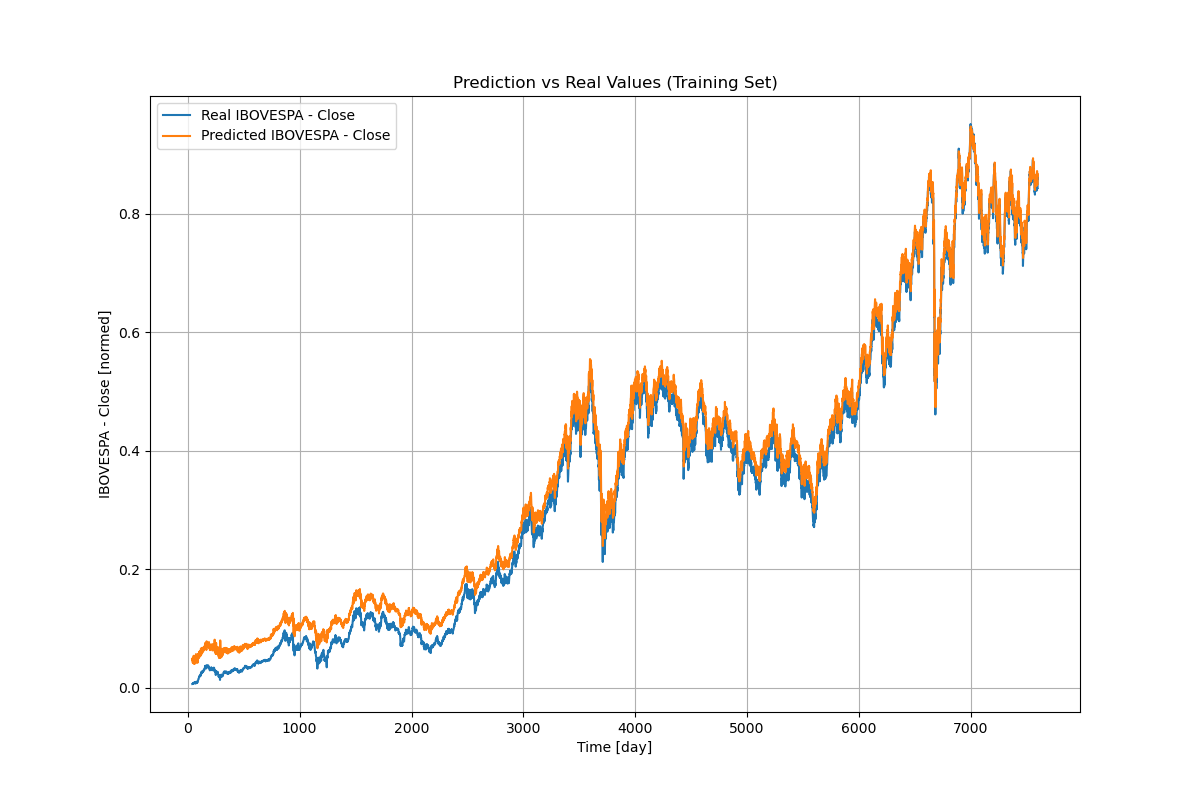 Prediction vs Real Values (Training Set)
Real IBOVESPA - Close
Predicted IBOVESPA - Close
IBOVESPA - Close [normed]
0.8
0.6
0.4
0.2
0.0
0 1000 2000 3000 4000 5000 6000 7000
Time [day]